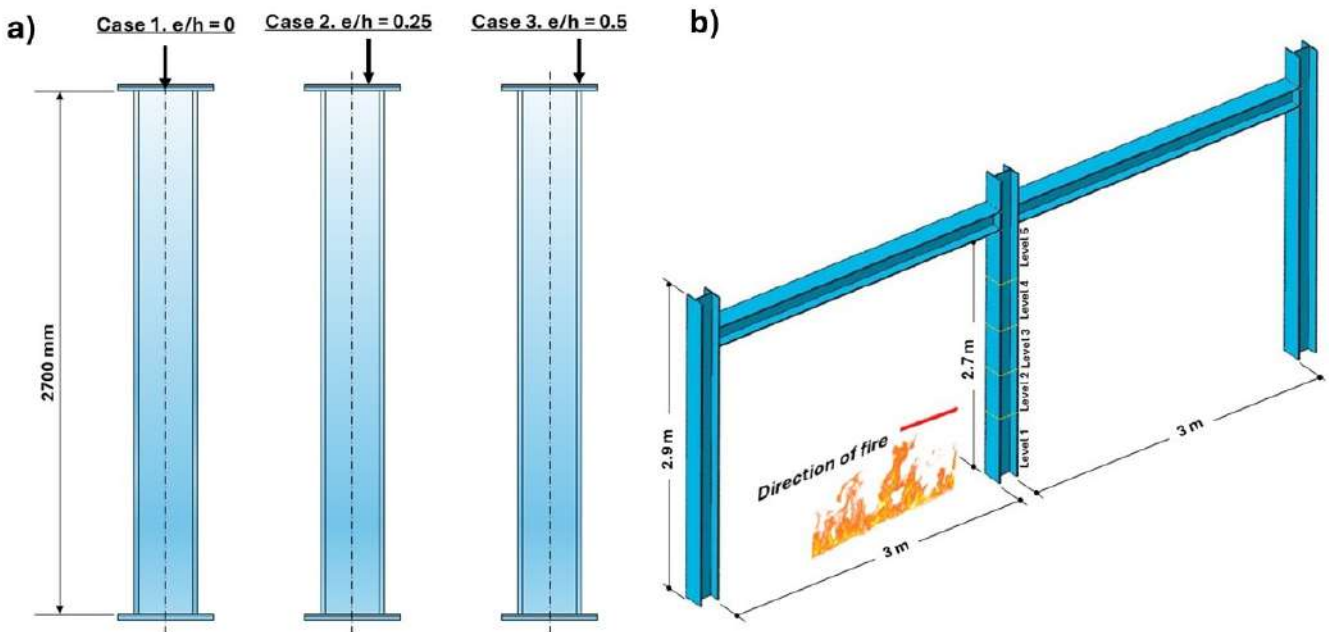 a)
Case 1. e/h = 0
Case 2. e/h = 0.25
Case 3. e/h = 0.5
2700 mm
b)
Level 5
Level 4
Level 3
Level 2
Level 1
2.7 m
2.9 m
Direction of fire
3 m
3 m